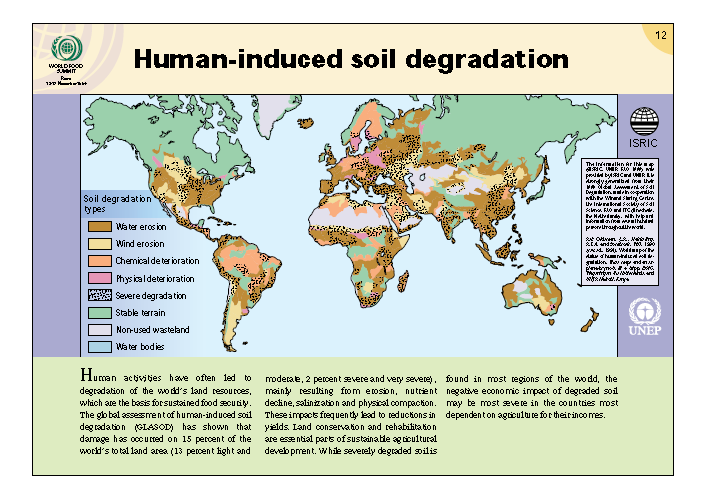 12
WORLD FOOD
SUMMIT
Rome
Human-induced soil degradation
ISRIC
UNEP
Soil degradation
types
Water erosion
Wind erosion
Chemical deterioration
Physical deterioration
Severe degradation
Stable terrain
Non-used wasteland
Water bodies
Human activities have often led to
degradation of the world's land resources,
which are the basis for sustained food security.
The global assessment of human-induced soil
degradation (GLASOD) has shown that
damage has occurred on 15 percent of the
world's total land area (13 percent light and
moderate, 2 percent severe and very severe),
mainly resulting from erosion, nutrient
decline, salinization and physical compaction.
These impacts frequently lead to reductions in
yields. Land conservation and rehabilitation
are essential parts of sustainable agricultural
development. While severely degraded soil is
found in most regions of the world, the
negative economic impact of degraded soil
may be most severe in the countries most
dependent on agriculture for their incomes.